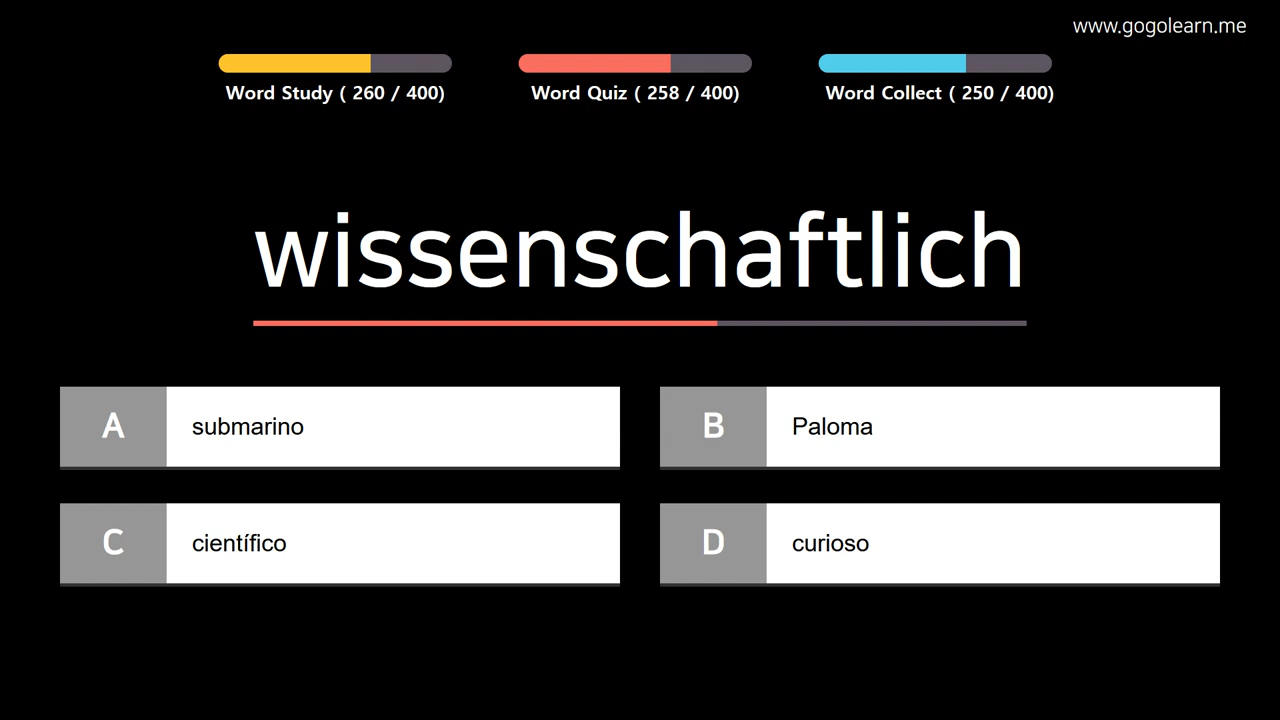 www.gogolearn.me
Word Study ( 260 / 400)
Word Quiz ( 258 / 400)
Word Collect ( 250 / 400)
wissenschaftlich
A submarino
B Paloma
C científico
D curioso